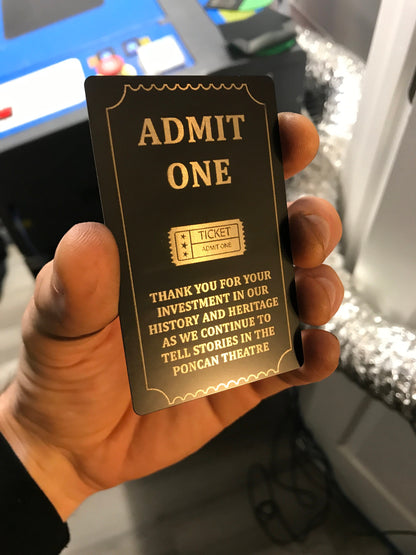 ADMIT
ONE
TICKET
ADMIT ONE
THANK YOU FOR YOUR
INVESTMENT IN OUR
HISTORY AND HERITAGE
AS WE CONTINUE TO
TELL STORIES IN THE
PONCAN THEATRE